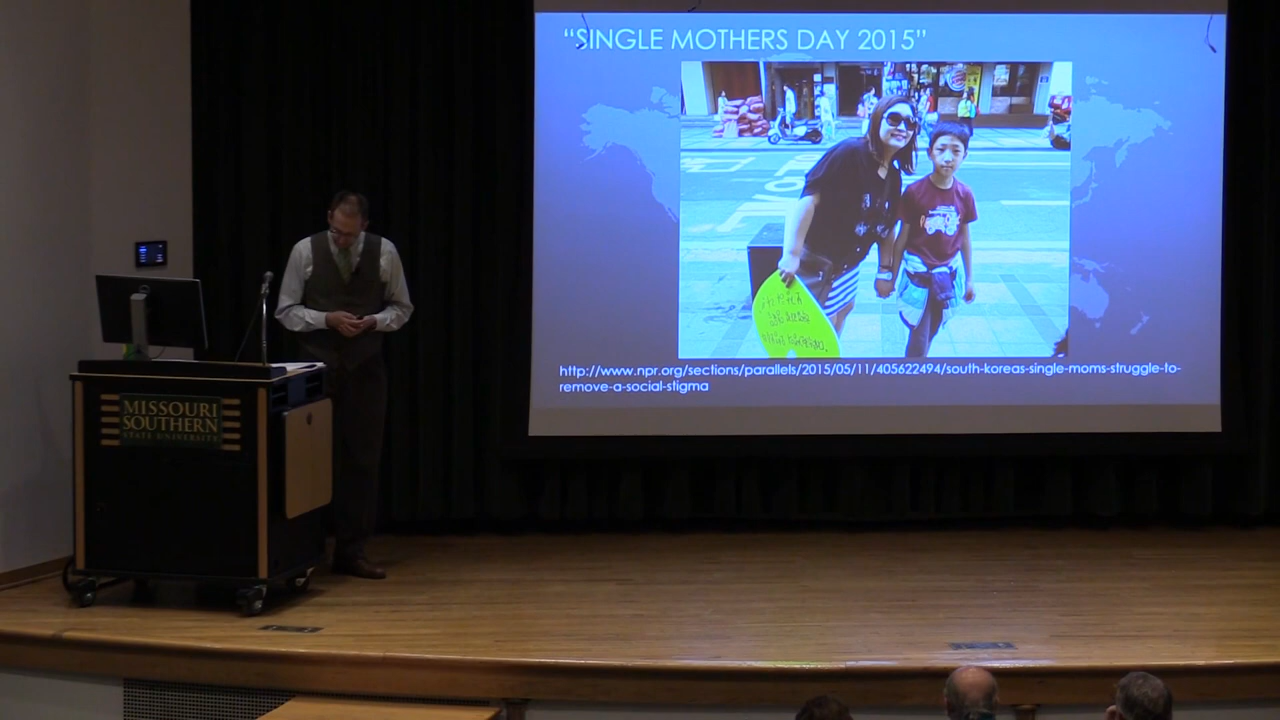 “SINGLE MOTHERS DAY 2015”
http://www.npr.org/sections/parallels/2015/05/11/405622494/south-koreas-single-moms-struggle-to-
remove-a-social-stigma
MISSOURI
SOUTHERN
STATE UNIVERSITY